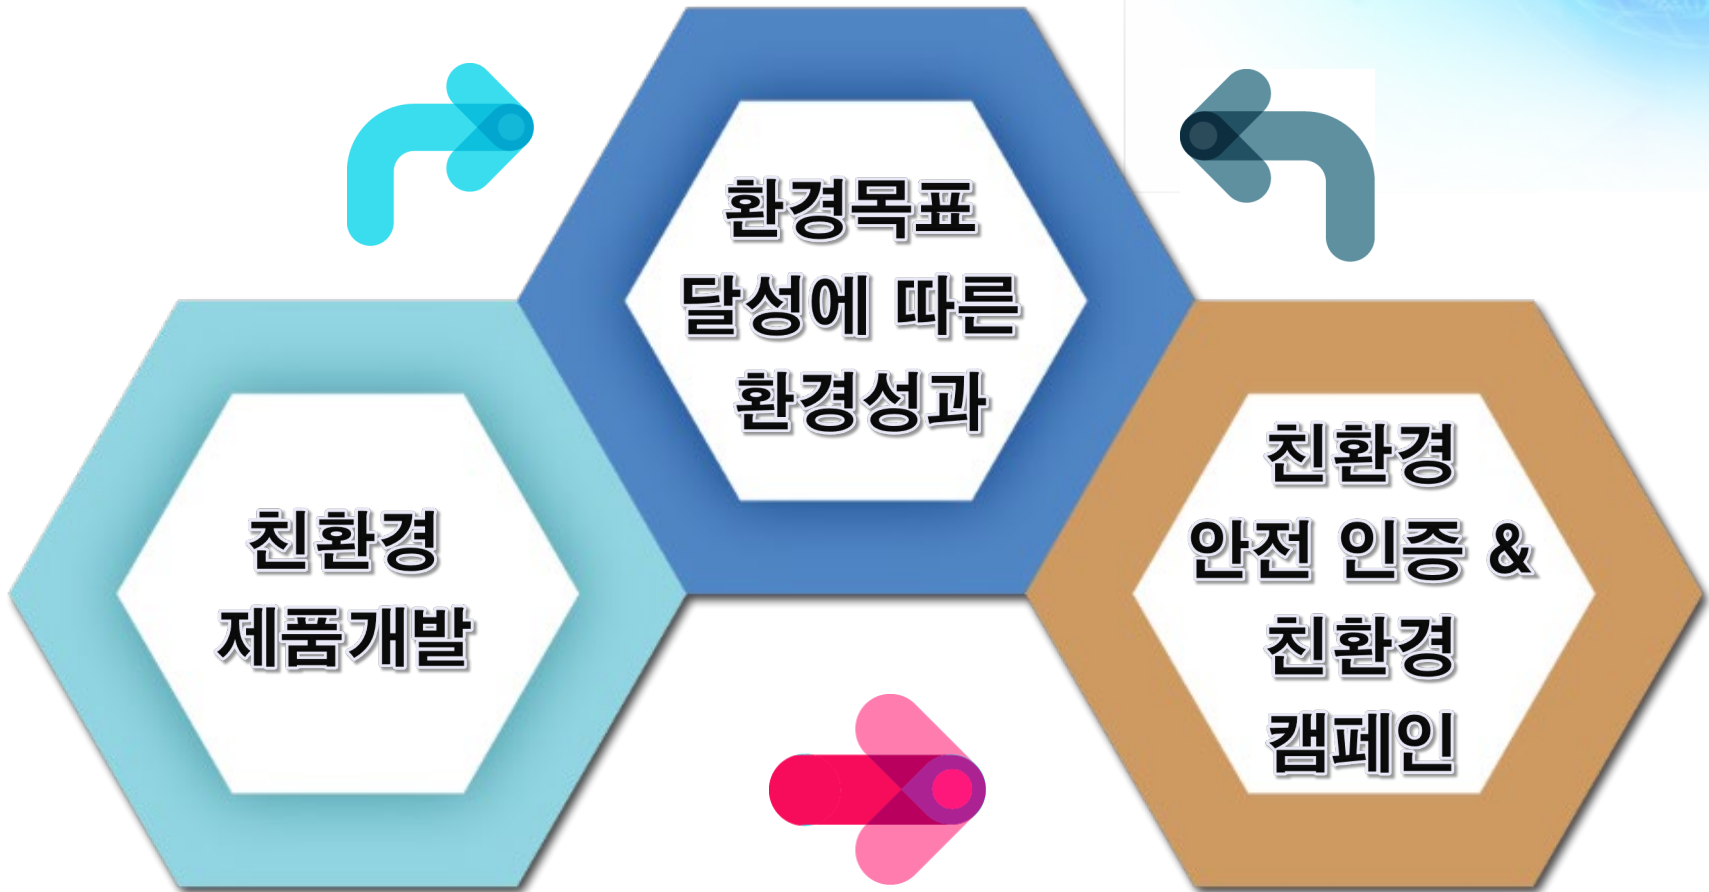 환경목표
달성에 따른
환경성과
친환경
제품개발
친환경
안전 인증 &
친환경
캠페인